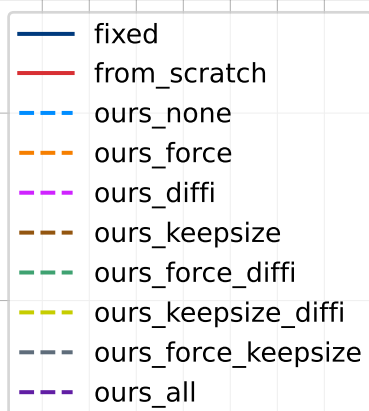 fixed
from_scratch
ours_none
ours_force
ours_diffi
ours_keepsize
ours_force_diffi
ours_keepsize_diffi
ours_force_keepsize
ours_all